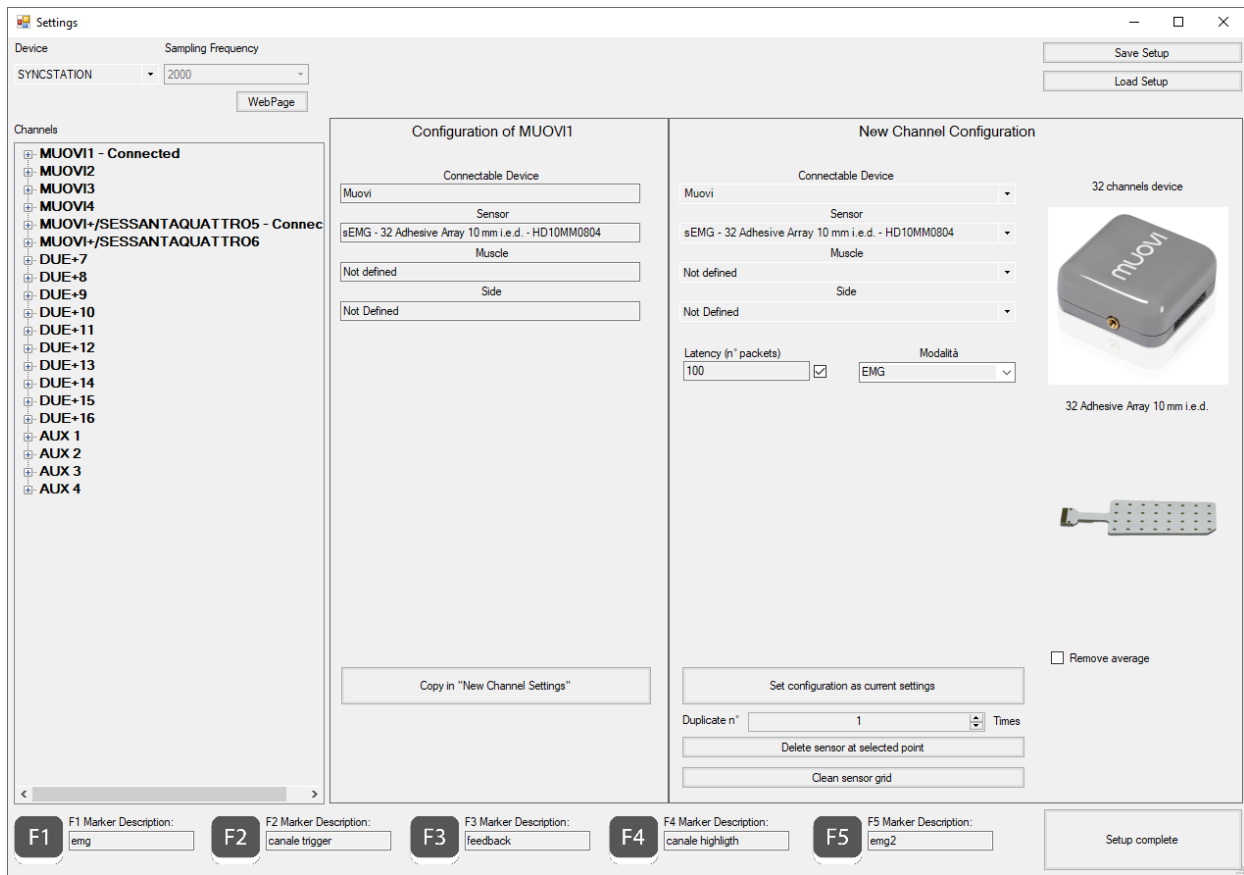 Settings
Device
Sampling Frequency
SYNCSTATION
2000
WebPage
Save Setup
Load Setup
Channels
MUOVI1 - Connected
MUOVI2
MUOVI3
MUOVI4
MUOVI+/SESSANTAQUATTRO5 - Connec
MUOVI+/SESSANTAQUATTRO6
DUE+7
DUE+8
DUE+9
DUE+10
DUE+11
DUE+12
DUE+13
DUE+14
DUE+15
DUE+16
AUX 1
AUX 2
AUX 3
AUX 4
Configuration of MUOVI1
Connectable Device
Muovi
Sensor
sEMG - 32 Adhesive Array 10 mm i.e.d. - HD10MM0804
Muscle
Not defined
Side
Not Defined
Copy in "New Channel Settings"
New Channel Configuration
Connectable Device
Muovi
Sensor
sEMG - 32 Adhesive Array 10 mm i.e.d. - HD10MM0804
Muscle
Not defined
Side
Not Defined
Latency (n° packets)
100
Modalità
EMG
32 channels device
muovi
32 Adhesive Array 10 mm i.e.d.
Remove average
Set configuration as current settings
Duplicate n° 1 Times
Delete sensor at selected point
Clean sensor grid
F1
F1 Marker Description:
emg
F2
F2 Marker Description:
canale trigger
F3
F3 Marker Description:
feedback
F4
F4 Marker Description:
canale highligth
F5
F5 Marker Description:
emg2
Setup complete